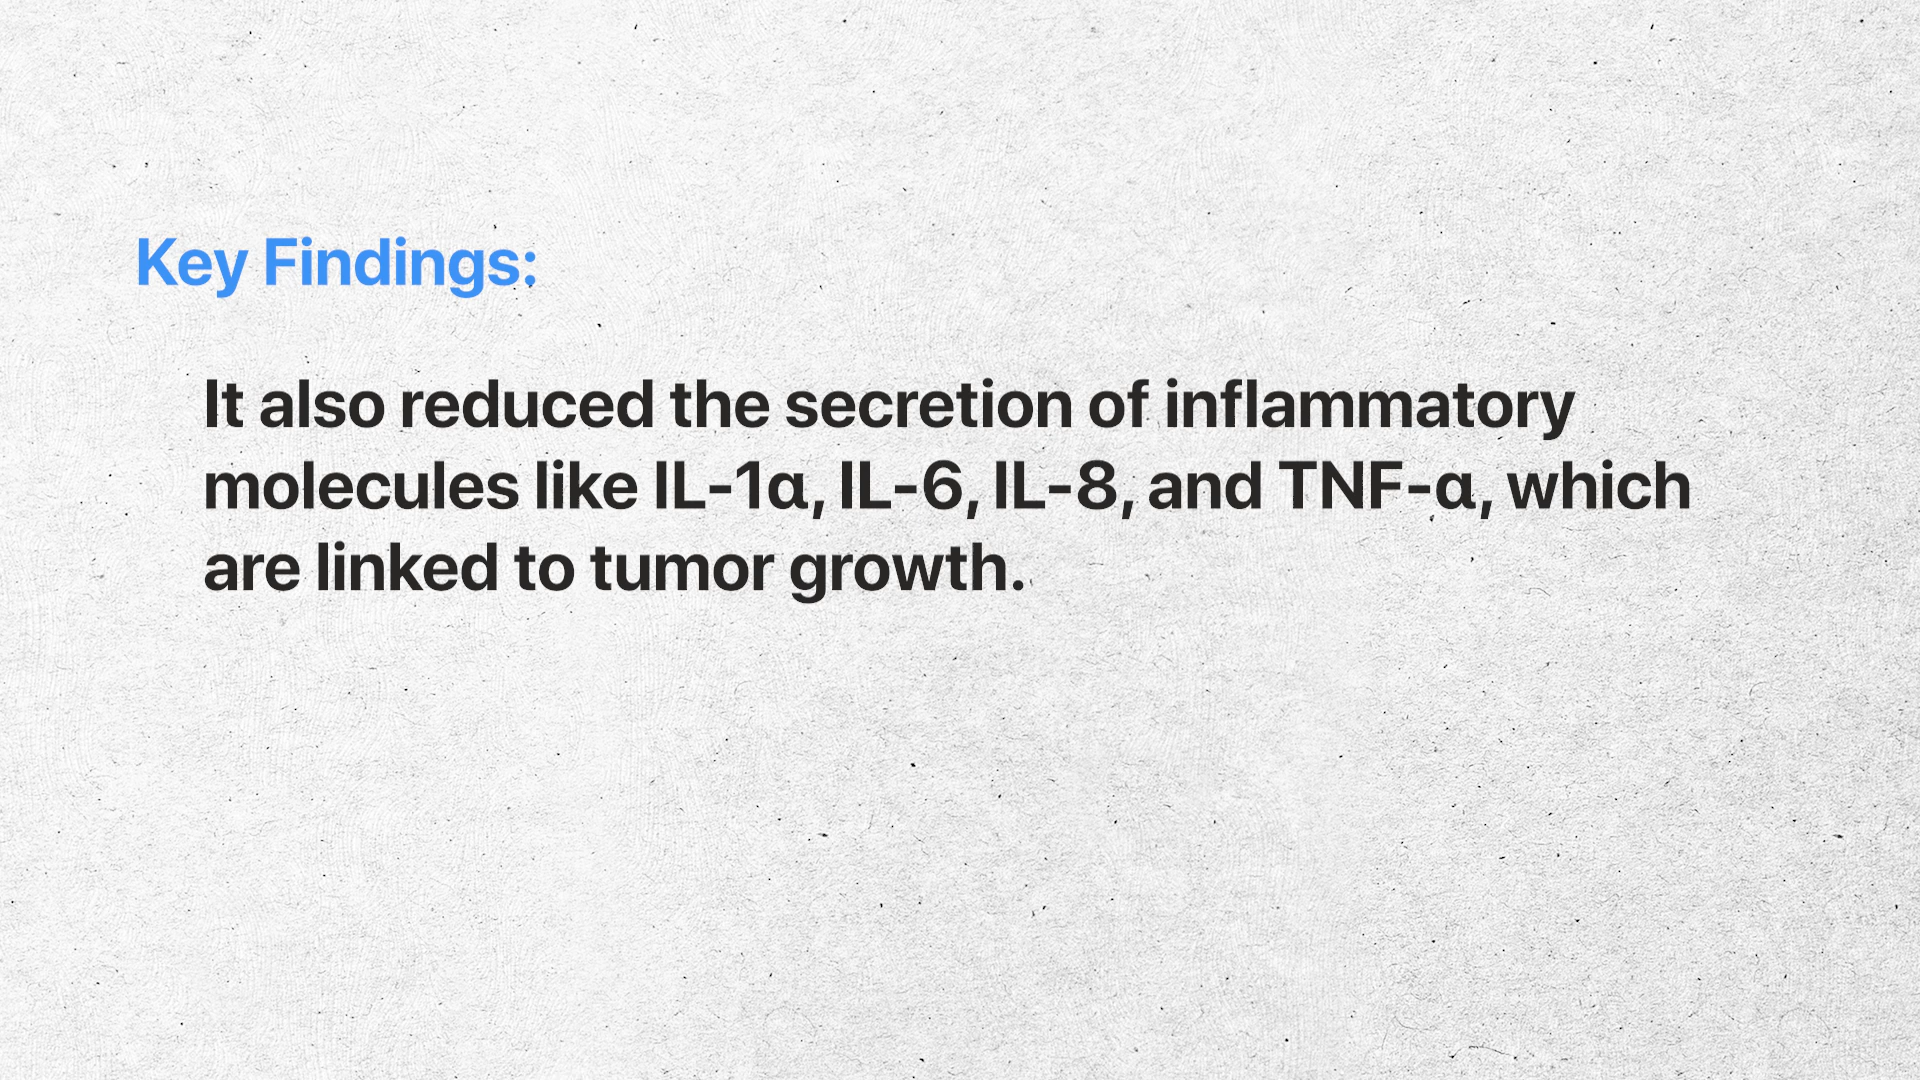 Key Findings:
It also reduced the secretion of inflammatory
molecules like IL-1α, IL-6, IL-8, and TNF-α, which
are linked to tumor growth.